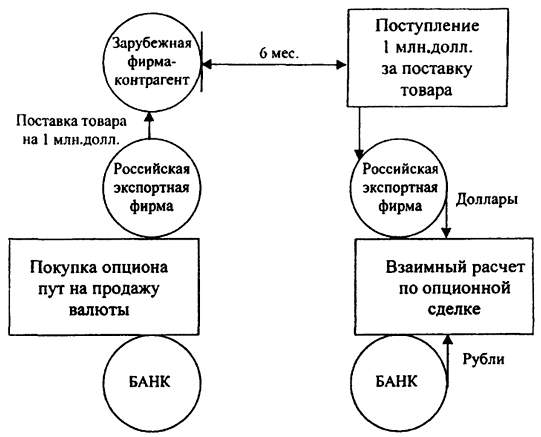 Зарубежная
фирма-
контрагент
6 мес.
Поступление
1 млн.долл.
за поставку
товара
Поставка товара
на 1 млн.долл.
Российская
экспортная
фирма
Российская
экспортная
фирма
Доллары
Покупка опциона
пут на продажу
валюты
Взаимный расчет
по опционной
сделке
БАНК
БАНК
Рубли